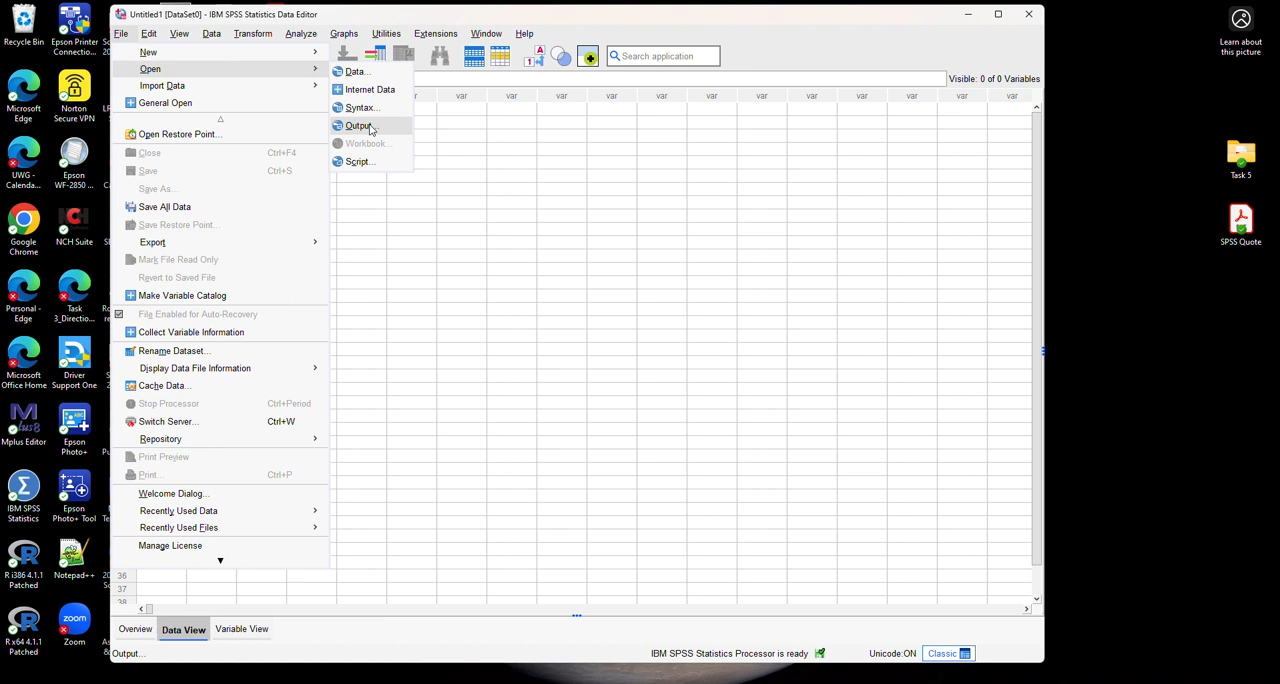 Recycle Bin
Epson Printer
Connectio...
Microsoft
Edge
Norton
Secure VPN
UWG -
Calenda...
Epson
WF-2850 ...
Google
Chrome
NCH Suite
Personal -
Edge
Task
3_Directio...
Microsoft
Office Home
Driver
Support One
Mplus Editor
Epson
Photo+
IBM SPSS
Statistics
Epson
Photo+ Tool
R i386 4.1.1
Patched
Notepad++
R x64 4.1.1
Patched
zoom
Zoom
Untitled1 [DataSet0] - IBM SPSS Statistics Data Editor
File Edit View Data Transform Analyze Graphs Utilities Extensions Window Help
Search application
Visible: 0 of 0 Variables
var var var var var var var var var var var var
New
Open
Import Data
General Open
Open Restore Point...
Close Ctrl+F4
Save Ctrl+S
Save As...
Save All Data
Save Restore Point...
Export
Mark File Read Only
Revert to Saved File
Make Variable Catalog
File Enabled for Auto-Recovery
Collect Variable Information
Rename Dataset...
Display Data File Information
Cache Data...
Stop Processor Ctrl+Period
Switch Server... Ctrl+W
Repository
Print Preview
Print... Ctrl+P
Welcome Dialog...
Recently Used Data
Recently Used Files
Manage License
Data...
Internet Data
Syntax...
Output...
Workbook...
Script...
36
37
38
Overview Data View Variable View
Output...
IBM SPSS Statistics Processor is ready
Unicode:ON
Classic
Learn about
this picture
Task 5
SPSS Quote